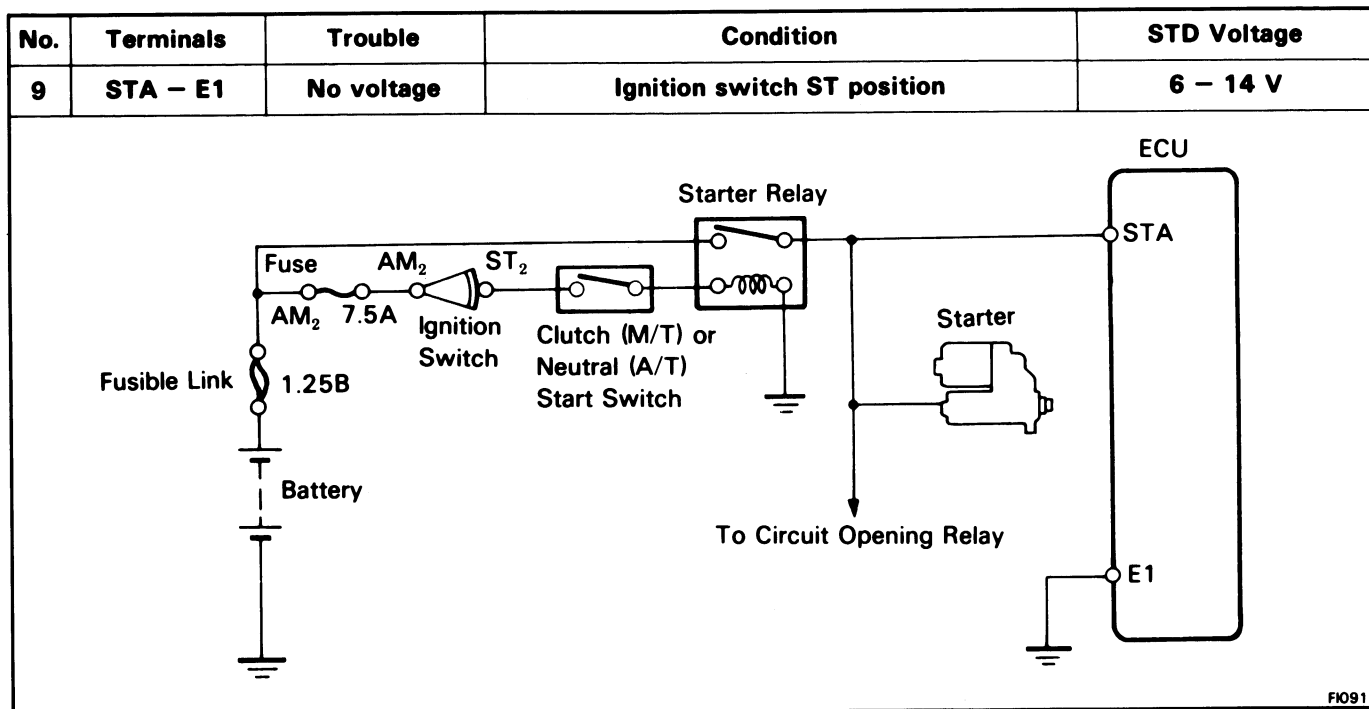 No. Terminals Trouble Condition STD Voltage
9 STA – E1 No voltage Ignition switch ST position 6 – 14 V
ECU
Starter Relay
STA
Fuse AM₂ ST₂
AM₂ 7.5A Ignition
Switch
Clutch (M/T) or
Neutral (A/T)
Start Switch
Starter
Fusible Link 1.25B
Battery
To Circuit Opening Relay
E1
FI091